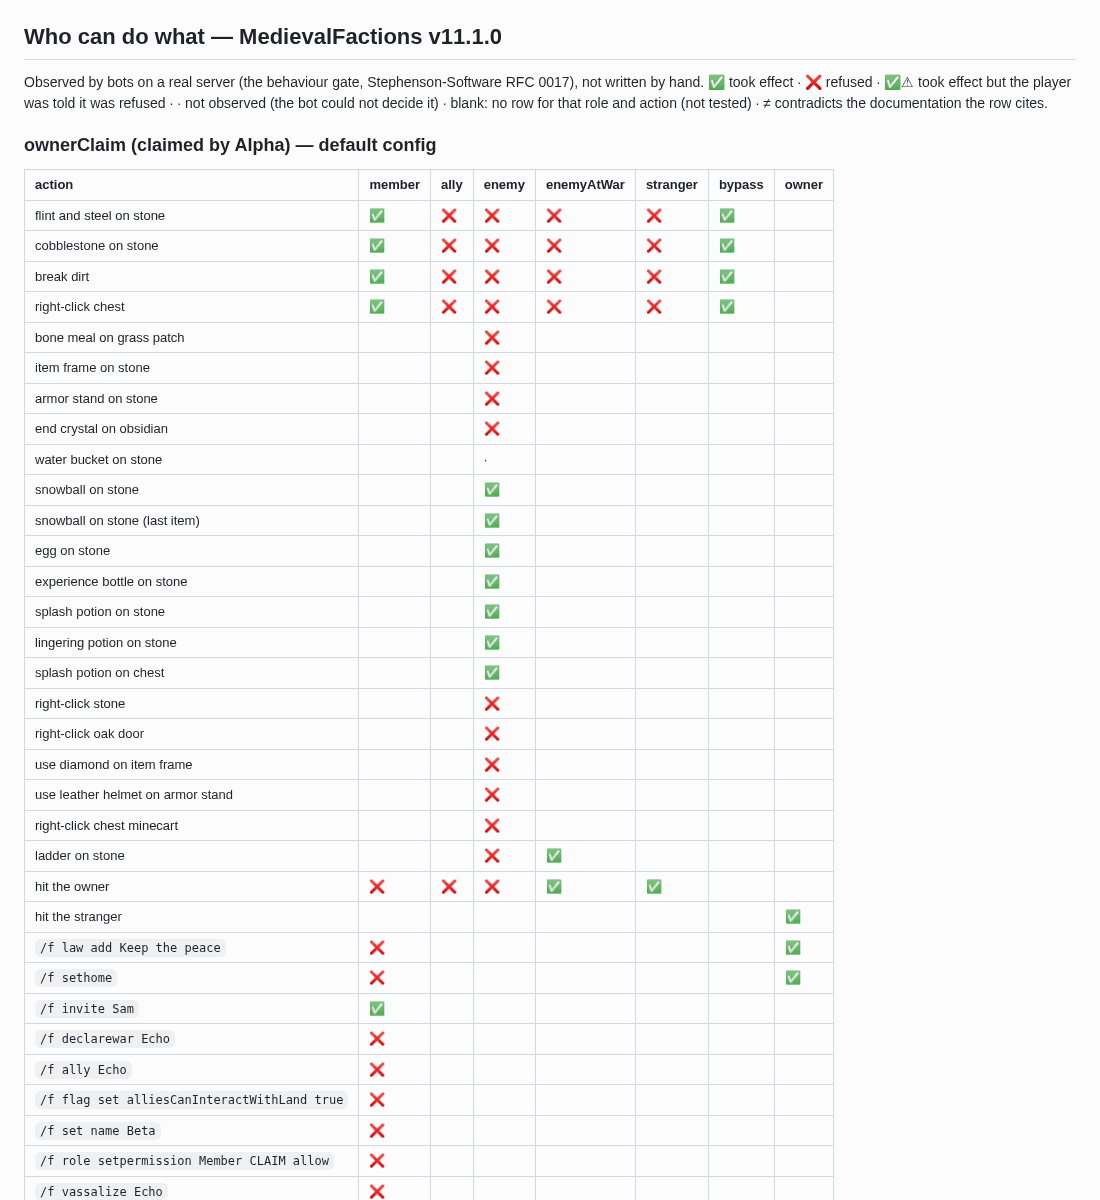 Who can do what — MedievalFactions v11.1.0
Observed by bots on a real server (the behaviour gate, Stephenson-Software RFC 0017), not written by hand. ✅ took effect · ❌ refused · ✅⚠ took effect but the player
was told it was refused · · not observed (the bot could not decide it) · blank: no row for that role and action (not tested) · ≠ contradicts the documentation the row cites.
ownerClaim (claimed by Alpha) — default config
action member ally enemy enemyAtWar stranger bypass owner
flint and steel on stone ✅ ❌ ❌ ❌ ❌ ✅
cobblestone on stone ✅ ❌ ❌ ❌ ❌ ✅
break dirt ✅ ❌ ❌ ❌ ❌ ✅
right-click chest ✅ ❌ ❌ ❌ ❌ ✅
bone meal on grass patch ❌
item frame on stone ❌
armor stand on stone ❌
end crystal on obsidian ❌
water bucket on stone ·
snowball on stone ✅
snowball on stone (last item) ✅
egg on stone ✅
experience bottle on stone ✅
splash potion on stone ✅
lingering potion on stone ✅
splash potion on chest ✅
right-click stone ❌
right-click oak door ❌
use diamond on item frame ❌
use leather helmet on armor stand ❌
right-click chest minecart ❌
ladder on stone ❌ ✅
hit the owner ❌ ❌ ❌ ✅ ✅
hit the stranger ✅
/f law add Keep the peace ❌ ✅
/f sethome ❌ ✅
/f invite Sam ✅
/f declarewar Echo ❌
/f ally Echo ❌
/f flag set alliesCanInteractWithLand true ❌
/f set name Beta ❌
/f role setpermission Member CLAIM allow ❌
/f vassalize Echo ❌